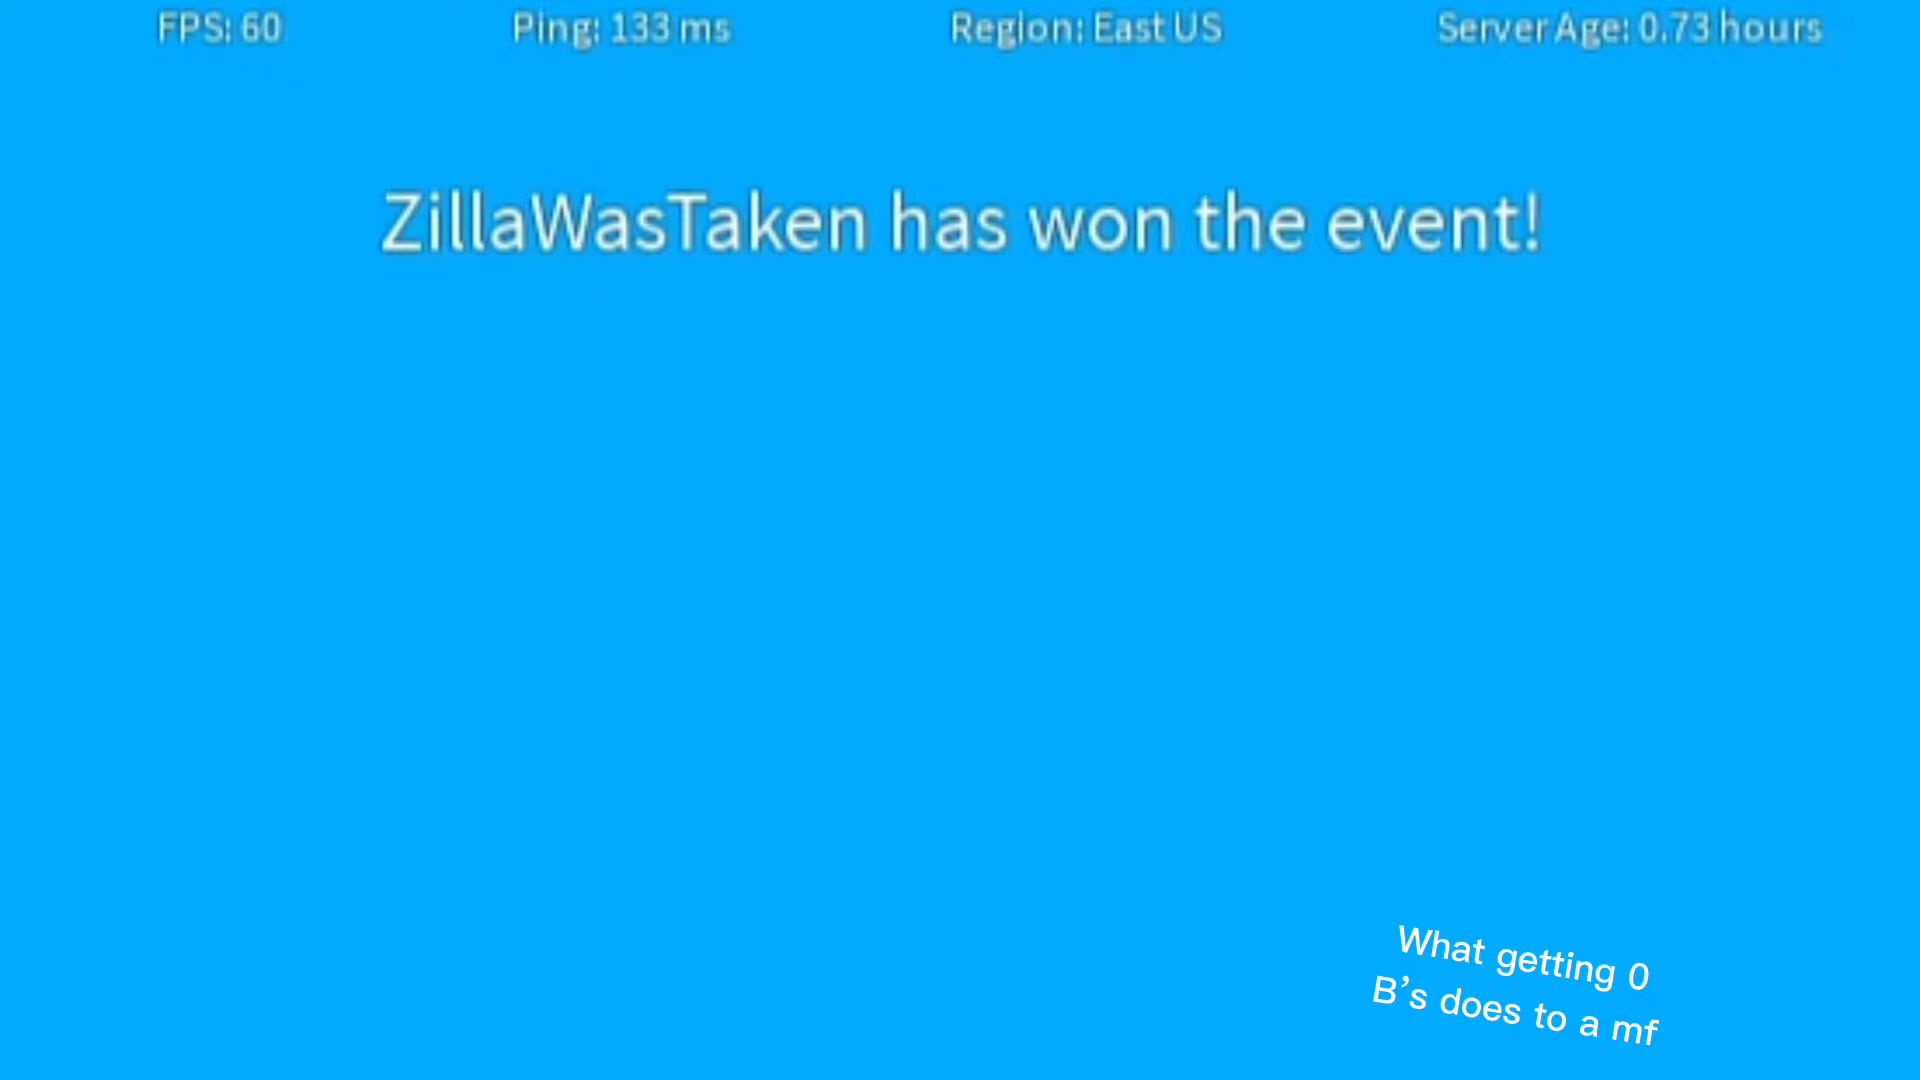 FPS: 60 Ping: 133 ms Region: East US Server Age: 0.73 hours
ZillaWasTaken has won the event!
What getting 0
B’s does to a mf